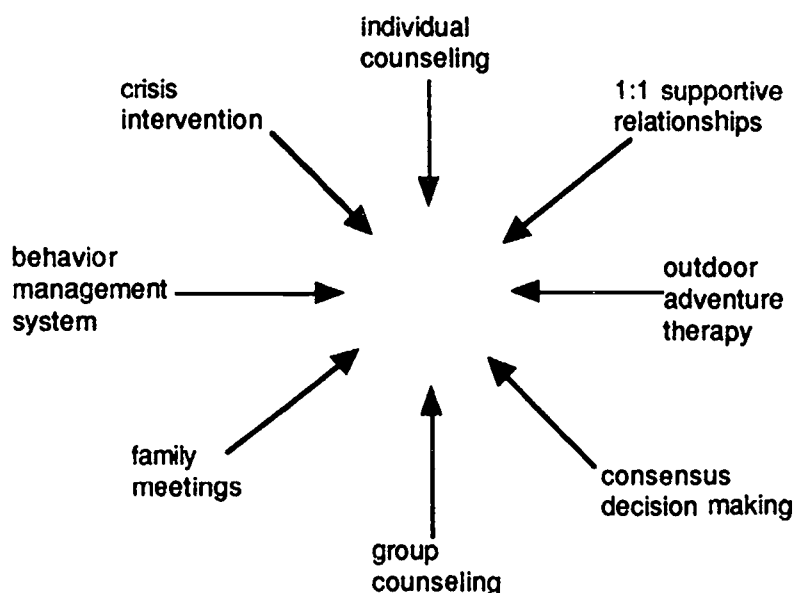 individual
counseling
crisis
intervention
1:1 supportive
relationships
behavior
management
system
outdoor
adventure
therapy
family
meetings
consensus
decision making
group
counseling